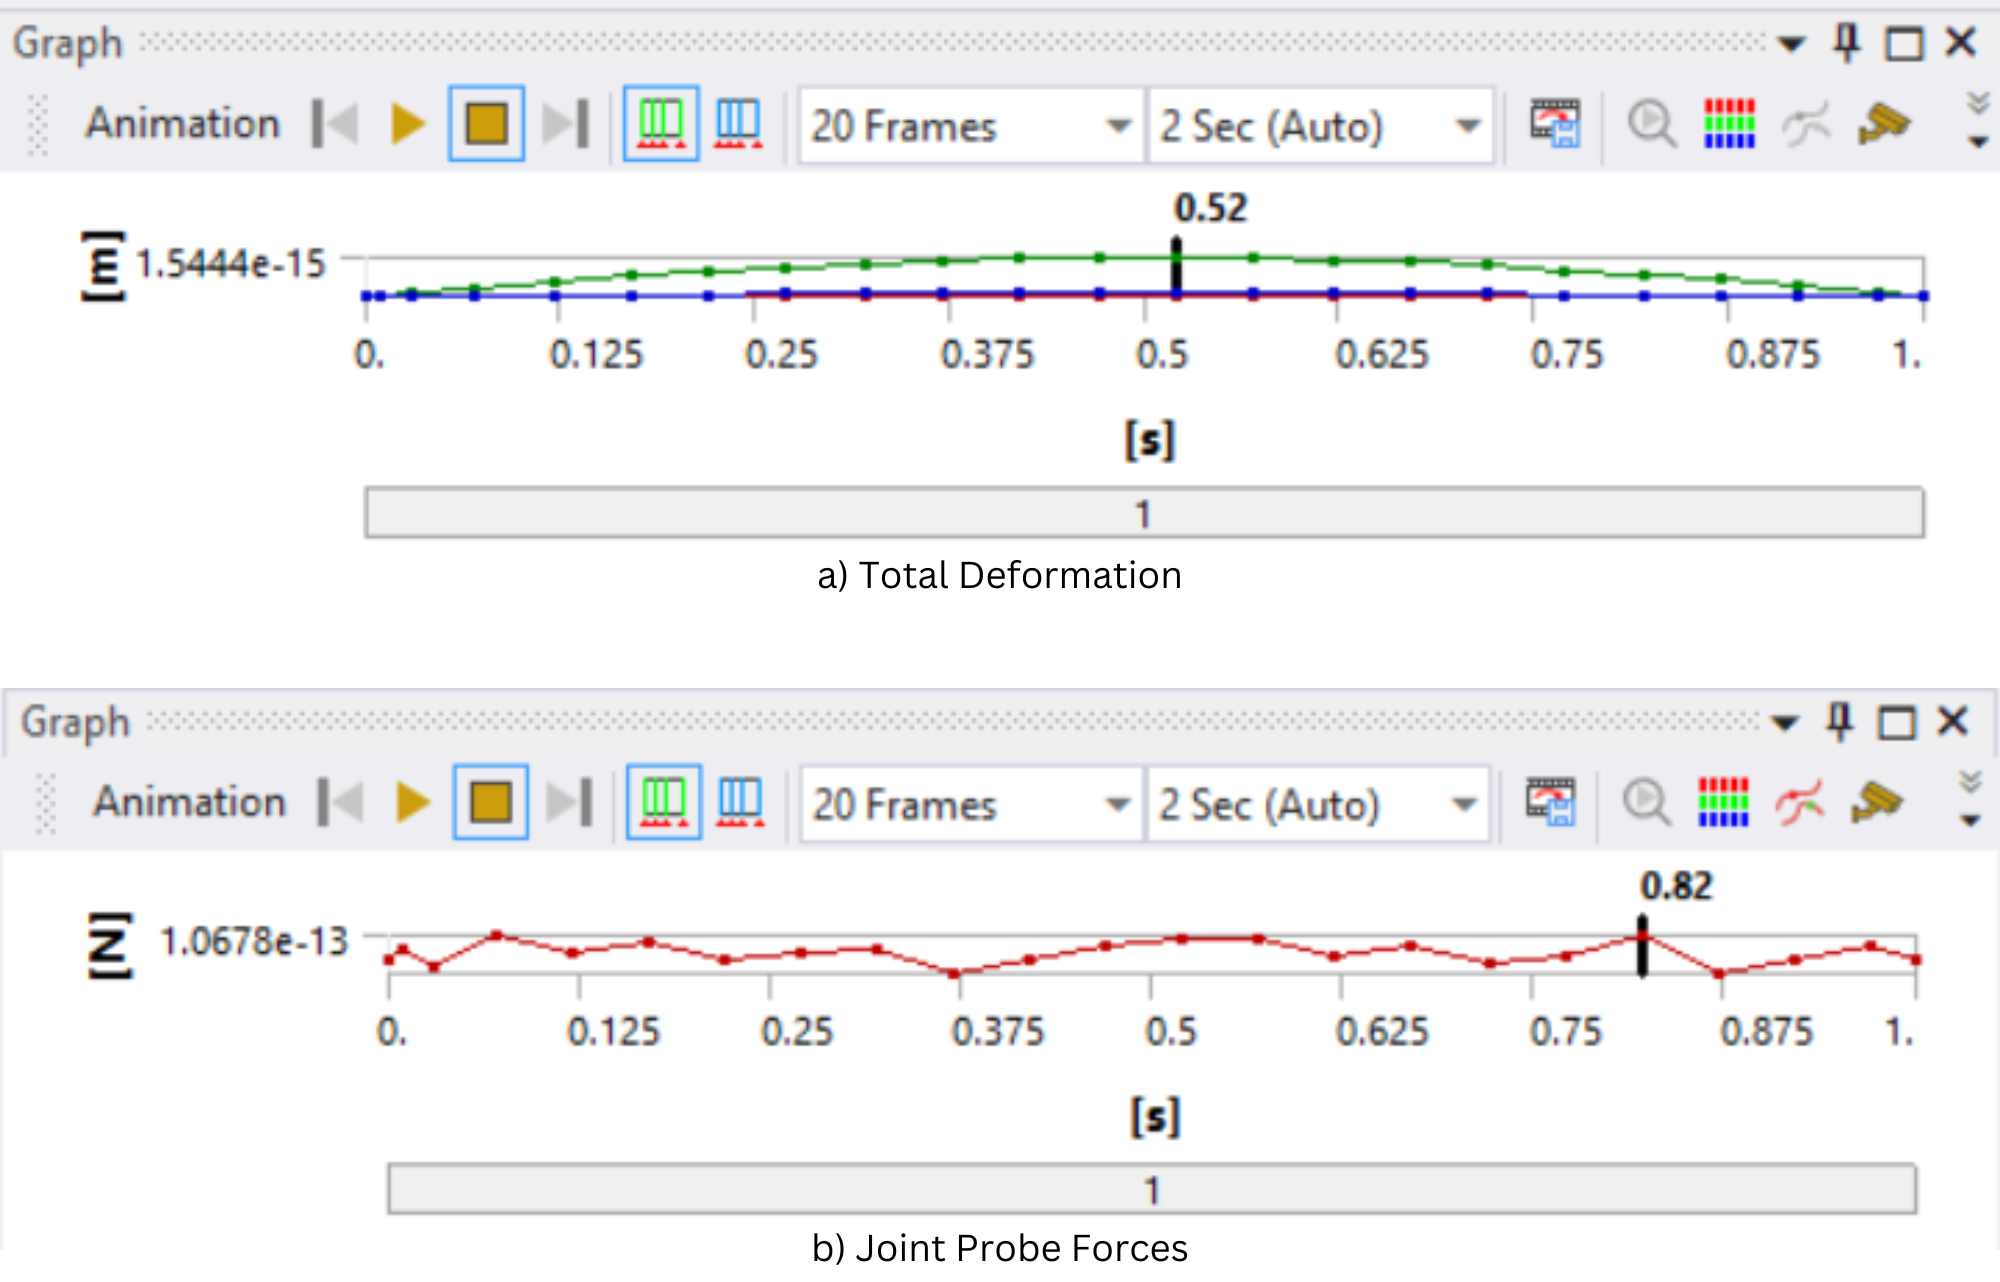 Graph
Animation 20 Frames 2 Sec (Auto)
0.52
[m] 1.5444e-15
0. 0.125 0.25 0.375 0.5 0.625 0.75 0.875 1.
[s]
1
a) Total Deformation
Graph
Animation 20 Frames 2 Sec (Auto)
0.82
[N] 1.0678e-13
0. 0.125 0.25 0.375 0.5 0.625 0.75 0.875 1.
[s]
1
b) Joint Probe Forces